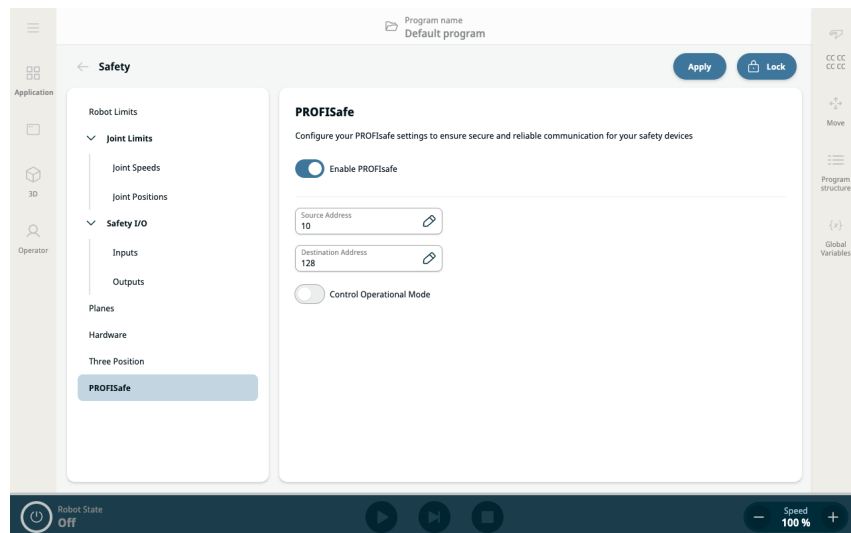 Program name
Default program
Application
3D
Operator
Safety
Apply
Lock
Robot Limits
Joint Limits
Joint Speeds
Joint Positions
Safety I/O
Inputs
Outputs
Planes
Hardware
Three Position
PROFISafe
PROFISafe
Configure your PROFIsafe settings to ensure secure and reliable communication for your safety devices
Enable PROFIsafe
Source Address
10
Destination Address
128
Control Operational Mode
CC CC
CC CC
Move
Program
structure
{x}
Global
Variables
Robot State
Off
Speed
100 %